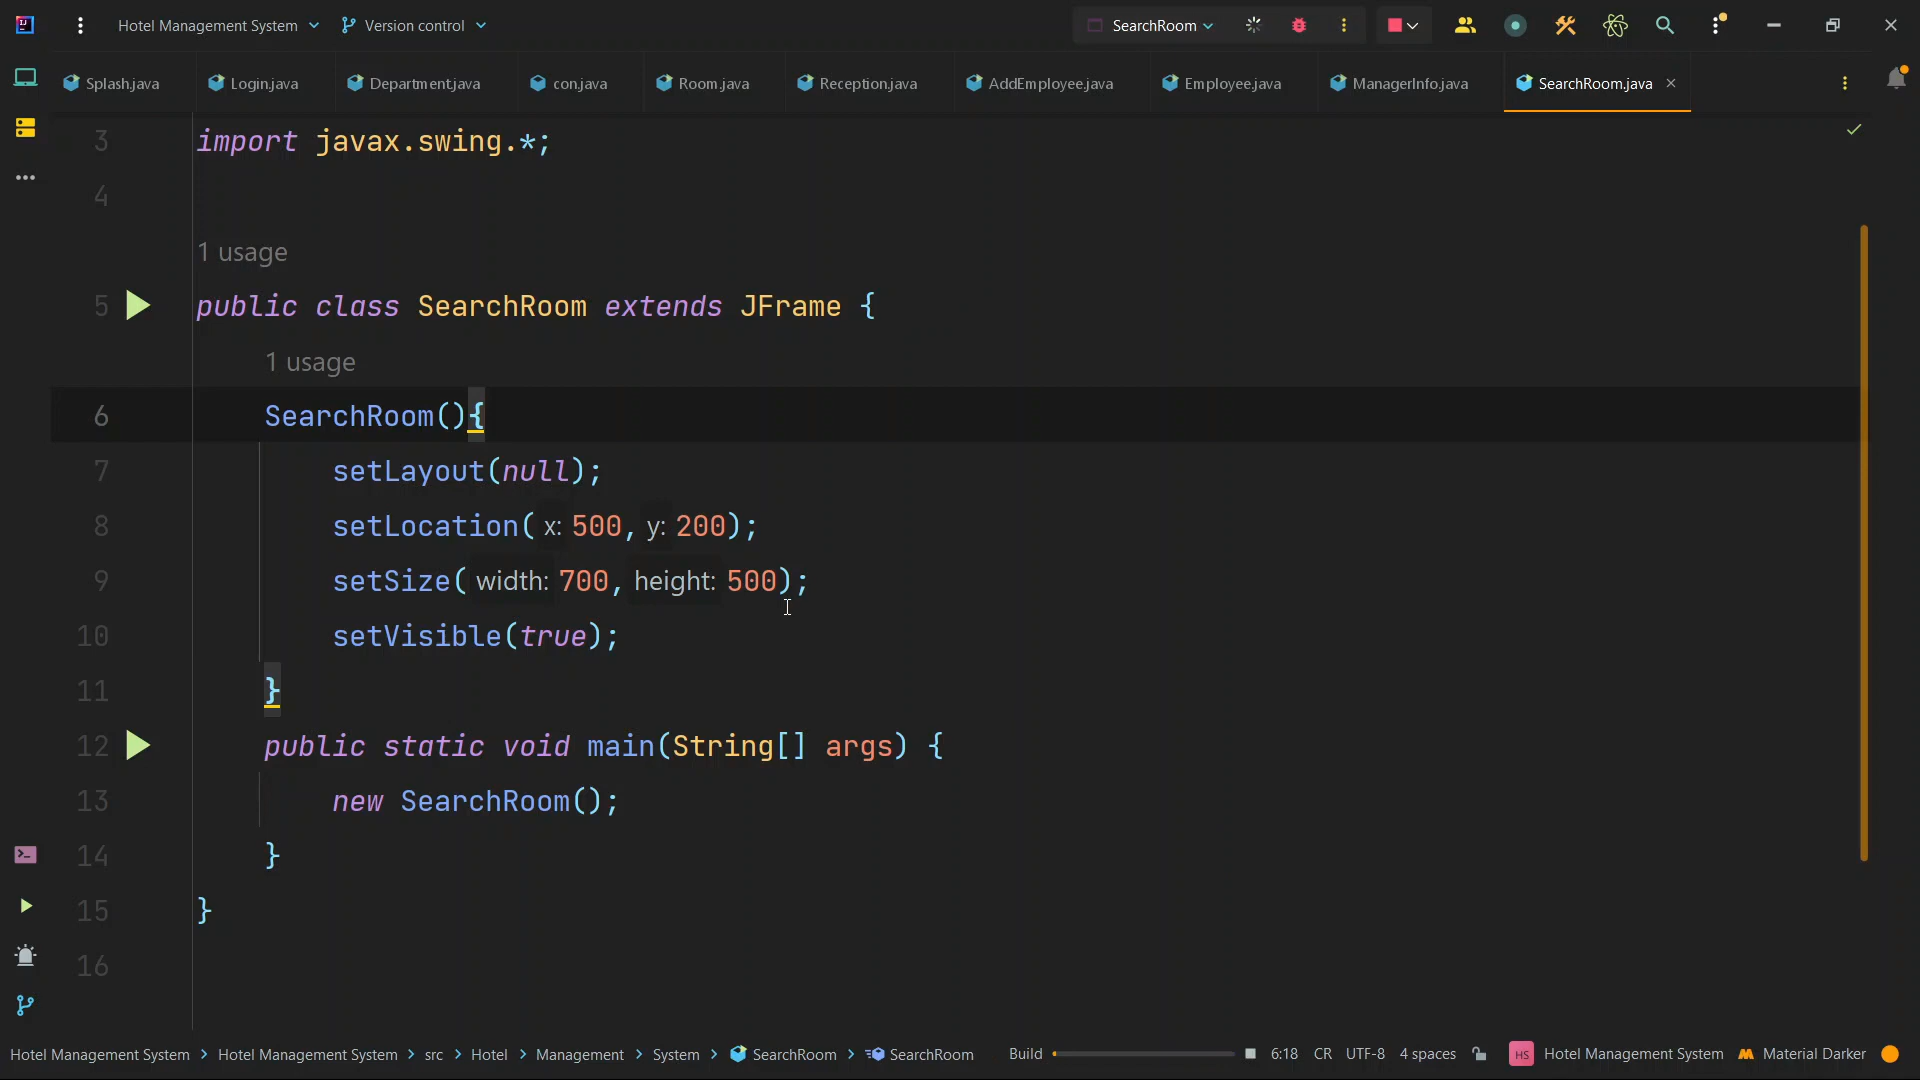 Hotel Management System Version control SearchRoom
Splash.java Login.java Department.java con.java Room.java Reception.java AddEmployee.java Employee.java ManagerInfo.java SearchRoom.java
3 import javax.swing.*;
4
1 usage
5 public class SearchRoom extends JFrame {
1 usage
6 SearchRoom(){
7 setLayout(null);
8 setLocation( x: 500, y: 200);
9 setSize( width: 700, height: 500);
10 setVisible(true);
11 }
12 public static void main(String[] args) {
13 new SearchRoom();
14 }
15 }
16
Hotel Management System > Hotel Management System > src > Hotel > Management > System > SearchRoom > SearchRoom Build 6:18 CR UTF-8 4 spaces HS Hotel Management System Material Darker